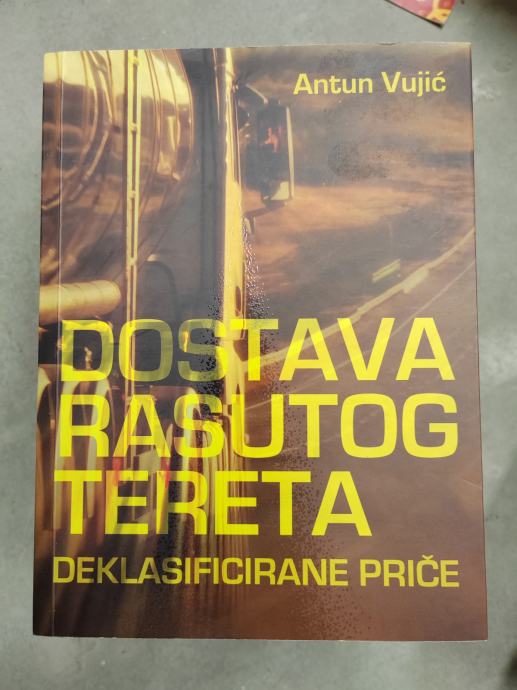 Antun Vujić
DOSTAVA
RASUTOG
TERETA
DEKLASIFICIRANE PRIČE